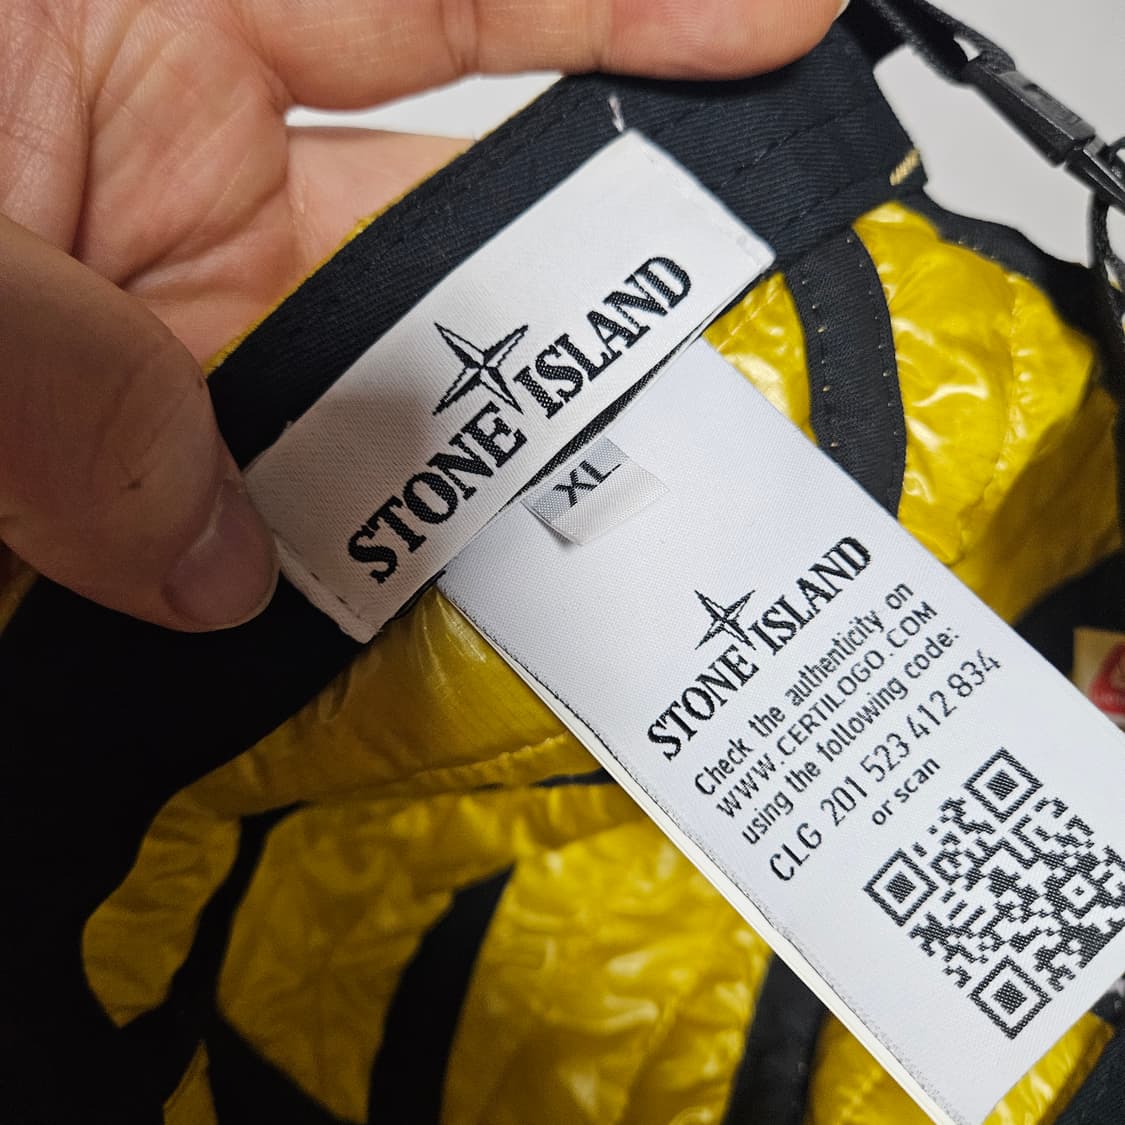 STONE ISLAND
XL
STONE ISLAND
Check the authenticity on
WWW.CERTILOGO.COM
using the following code:
CLG 201 523 412 834
or scan